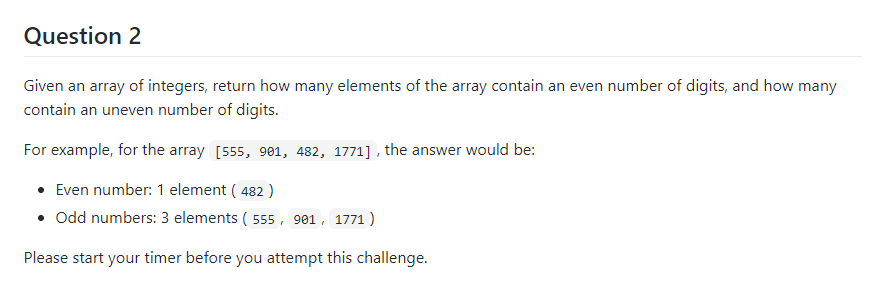 Question 2
Given an array of integers, return how many elements of the array contain an even number of digits, and how many
contain an uneven number of digits.
For example, for the array [555, 901, 482, 1771] , the answer would be:
• Even number: 1 element ( 482 )
• Odd numbers: 3 elements ( 555 , 901 , 1771 )
Please start your timer before you attempt this challenge.